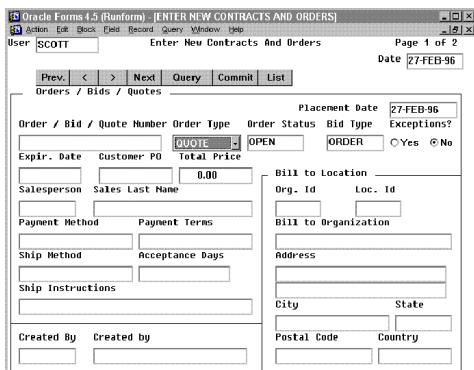 Oracle Forms 4.5 (Runform) - [ENTER NEW CONTRACTS AND ORDERS]
Action Edit Block Field Record Query Window Help
User SCOTT Enter New Contracts And Orders Page 1 of 2
Date 27-FEB-96
Prev. < > Next Query Commit List
Orders / Bids / Quotes
Placement Date 27-FEB-96
Order / Bid / Quote Number Order Type Order Status Bid Type Exceptions?
QUOTE OPEN ORDER Yes No
Expir. Date Customer PO Total Price
0.00
Bill to Location
Salesperson Sales Last Name Org. Id Loc. Id
Payment Method Payment Terms Bill to Organization
Ship Method Acceptance Days Address
Ship Instructions
City State
Created By Created by Postal Code Country